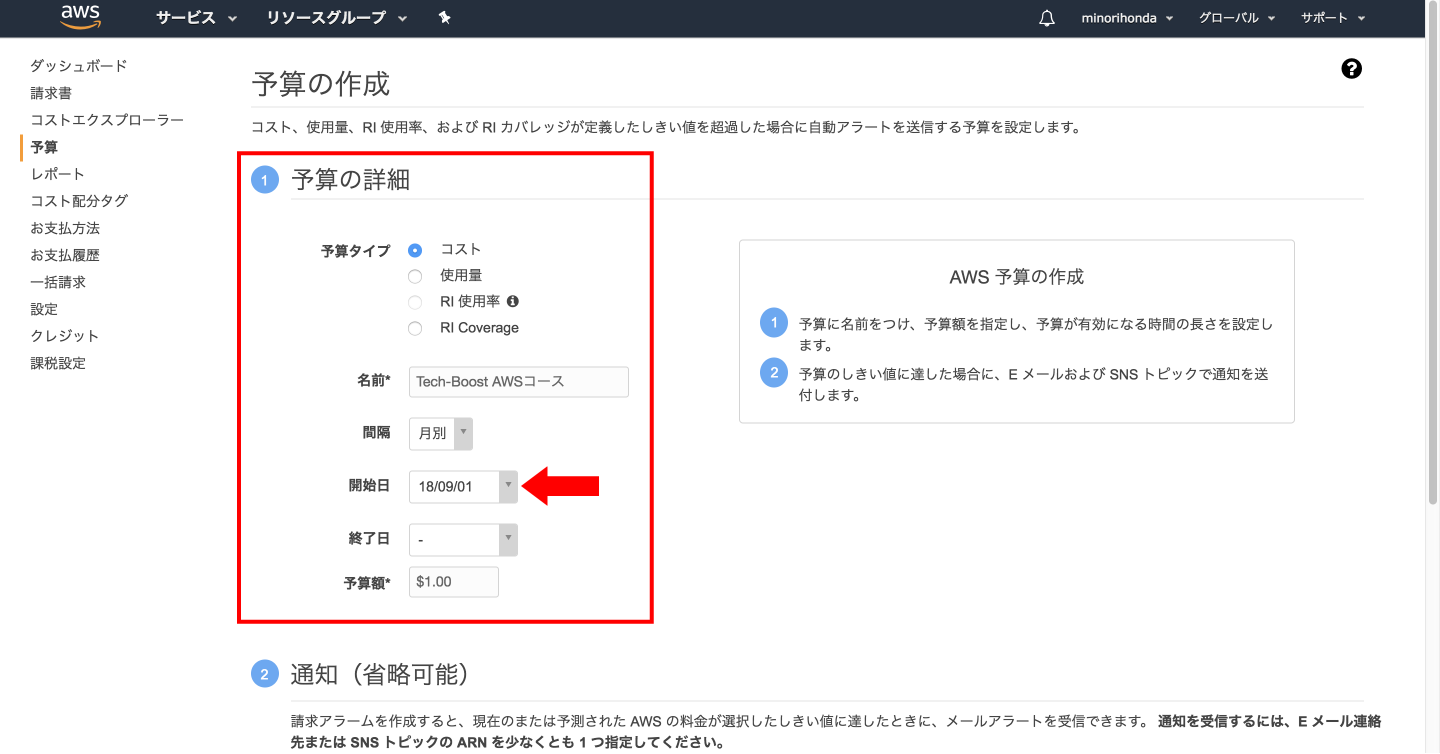 aws サービス リソースグループ minorihonda グローバル サポート
ダッシュボード
請求書
コストエクスプローラー
予算
レポート
コスト配分タグ
お支払方法
お支払履歴
一括請求
設定
クレジット
課税設定
予算の作成
コスト、使用量、RI 使用率、および RI カバレッジが定義したしきい値を超過した場合に自動アラートを送信する予算を設定します。
1 予算の詳細
予算タイプ コスト
使用量
RI 使用率
RI Coverage
名前* Tech-Boost AWSコース
間隔 月別
開始日 18/09/01
終了日 -
予算額* $1.00
AWS 予算の作成
1 予算に名前をつけ、予算額を指定し、予算が有効になる時間の長さを設定し
ます。
2 予算のしきい値に達した場合に、E メールおよび SNS トピックで通知を送
付します。
2 通知（省略可能）
請求アラームを作成すると、現在のまたは予測された AWS の料金が選択したしきい値に達したときに、メールアラートを受信できます。 通知を受信するには、E メール連絡
先または SNS トピックの ARN を少なくとも 1 つ指定してください。